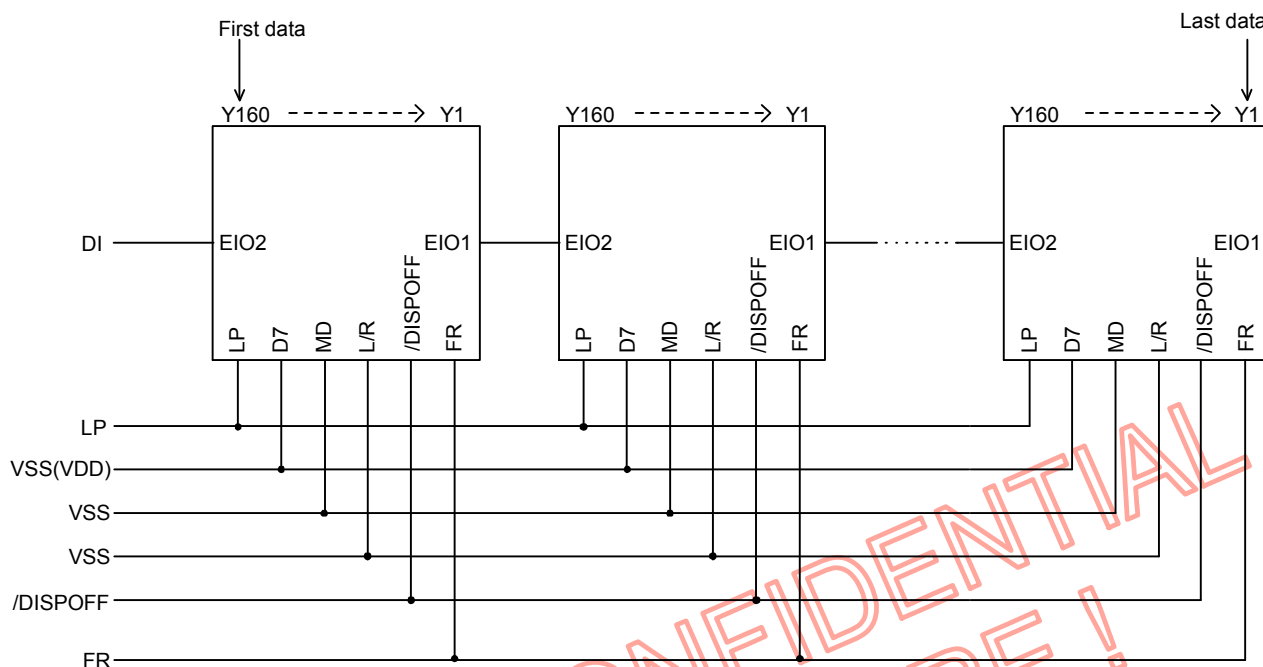 First data
Last data
Y160 Y1
Y160 Y1
Y160 Y1
DI
EIO2 EIO1
EIO2 EIO1
EIO2 EIO1
LP D7 MD L/R /DISPOFF FR
LP D7 MD L/R /DISPOFF FR
LP D7 MD L/R /DISPOFF FR
LP
VSS(VDD)
VSS
VSS
/DISPOFF
FR